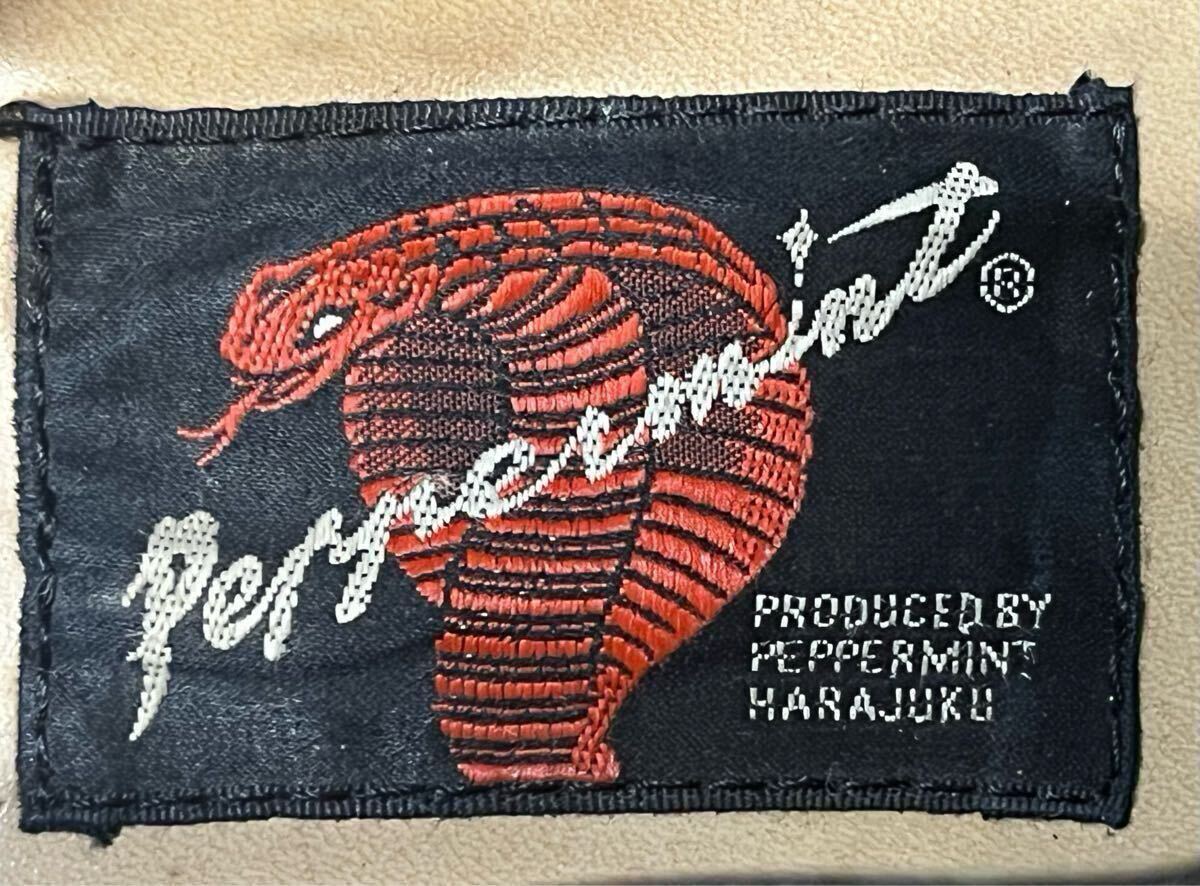 Peppermint®
PRODUCED BY
PEPPERMINT
HARAJUKU